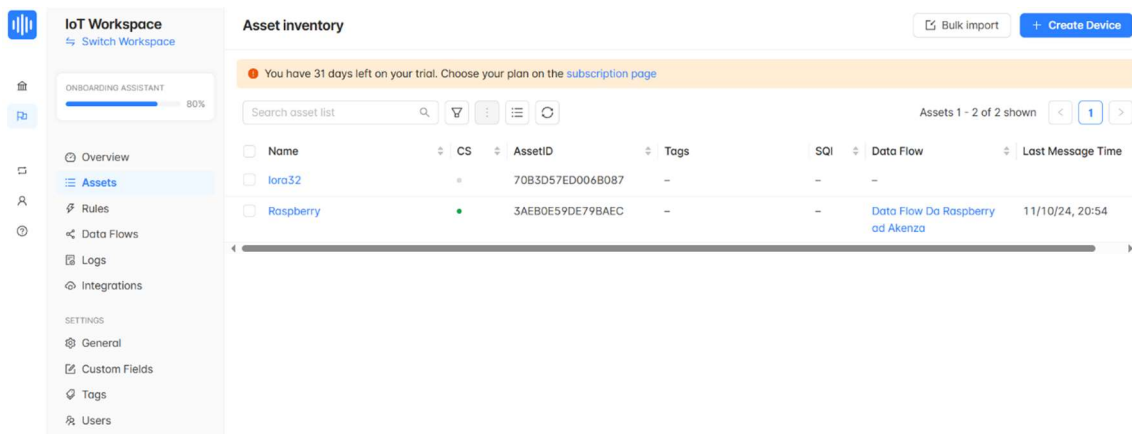 IoT Workspace
Switch Workspace
ONBOARDING ASSISTANT
80%
Overview
Assets
Rules
Data Flows
Logs
Integrations
SETTINGS
General
Custom Fields
Tags
Users
Asset inventory
Bulk import
+ Create Device
You have 31 days left on your trial. Choose your plan on the subscription page
Search asset list
Assets 1 - 2 of 2 shown
1
Name CS AssetID Tags SQI Data Flow Last Message Time
lora32 70B3D57ED006B087 – – –
Raspberry 3AEB0E59DE79BAEC – – Data Flow Da Raspberry 11/10/24, 20:54
ad Akenza